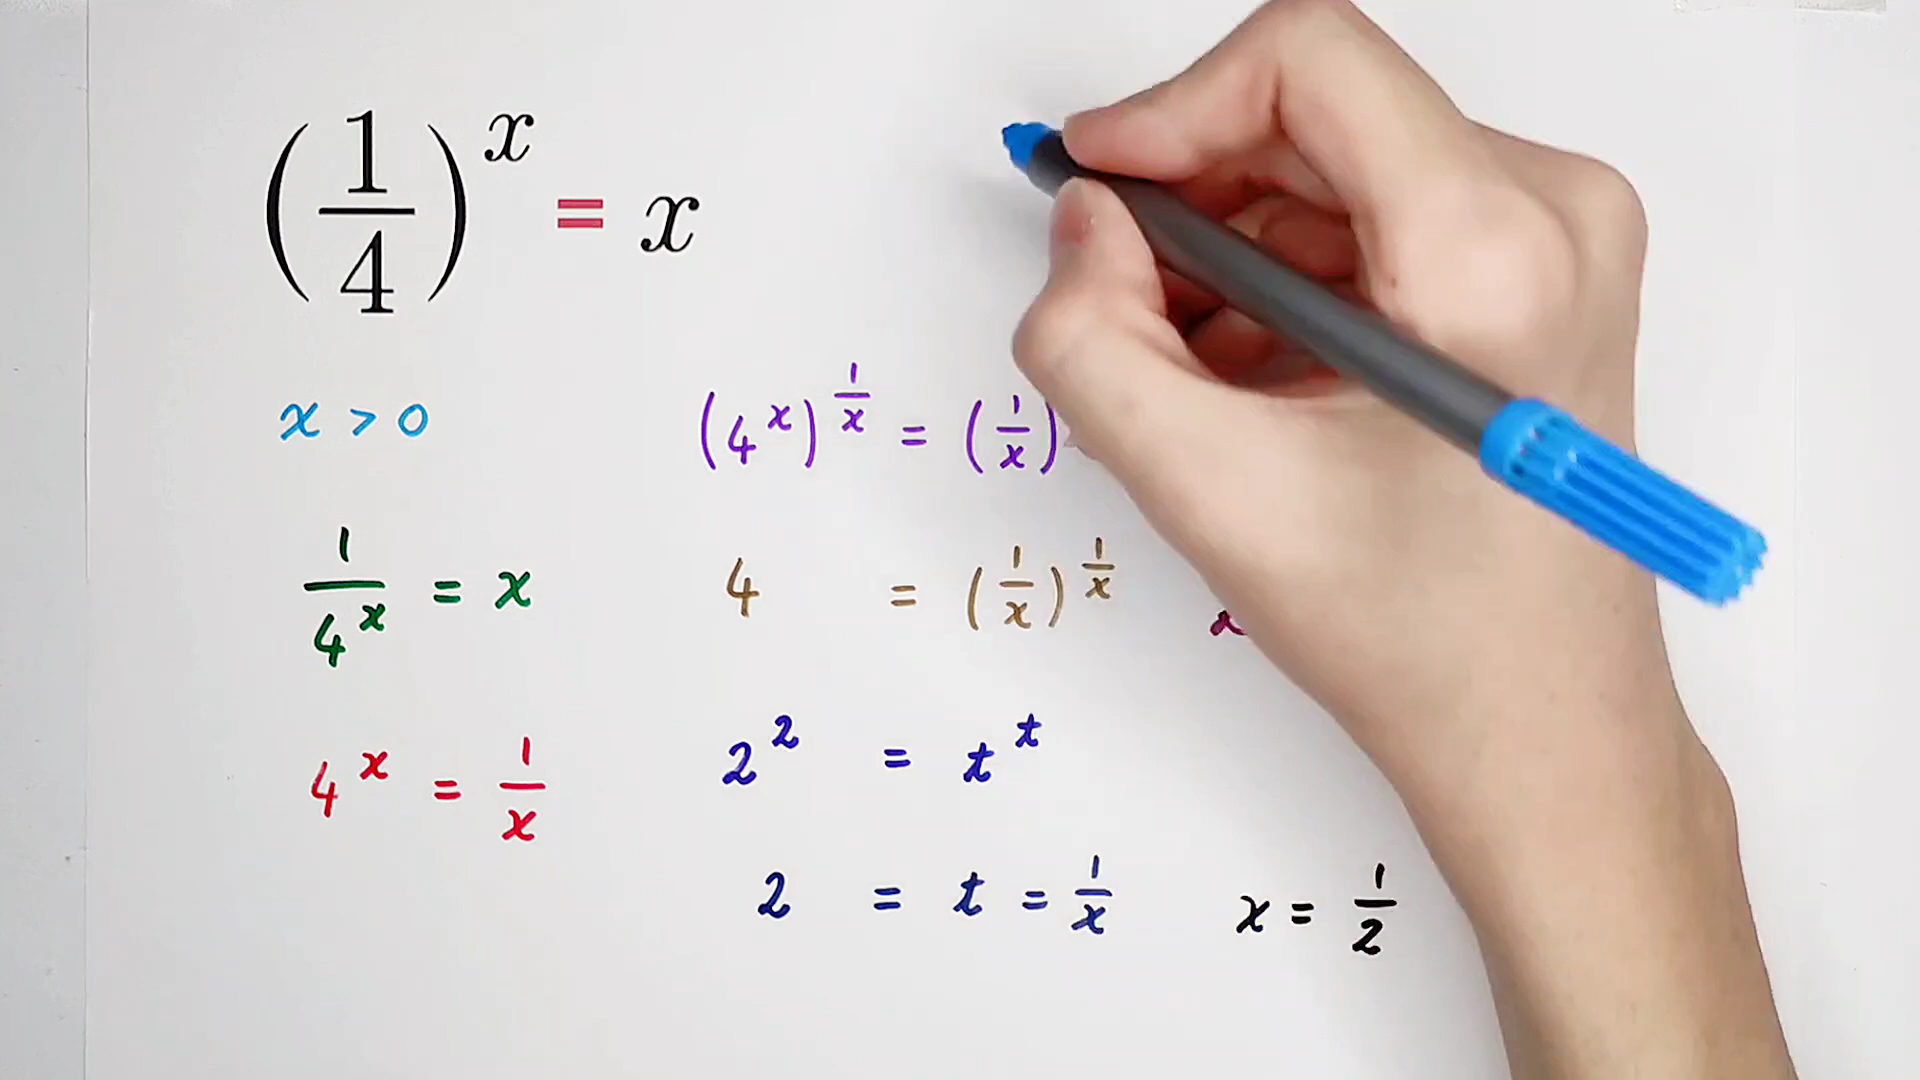 (1/4)^x = x
x > 0
1/4^x = x
4^x = 1/x
(4^x)^(1/x) = (1/x)
4 = (1/x)^(1/x)
2^2 = t^t
2 = t = 1/x
x = 1/2